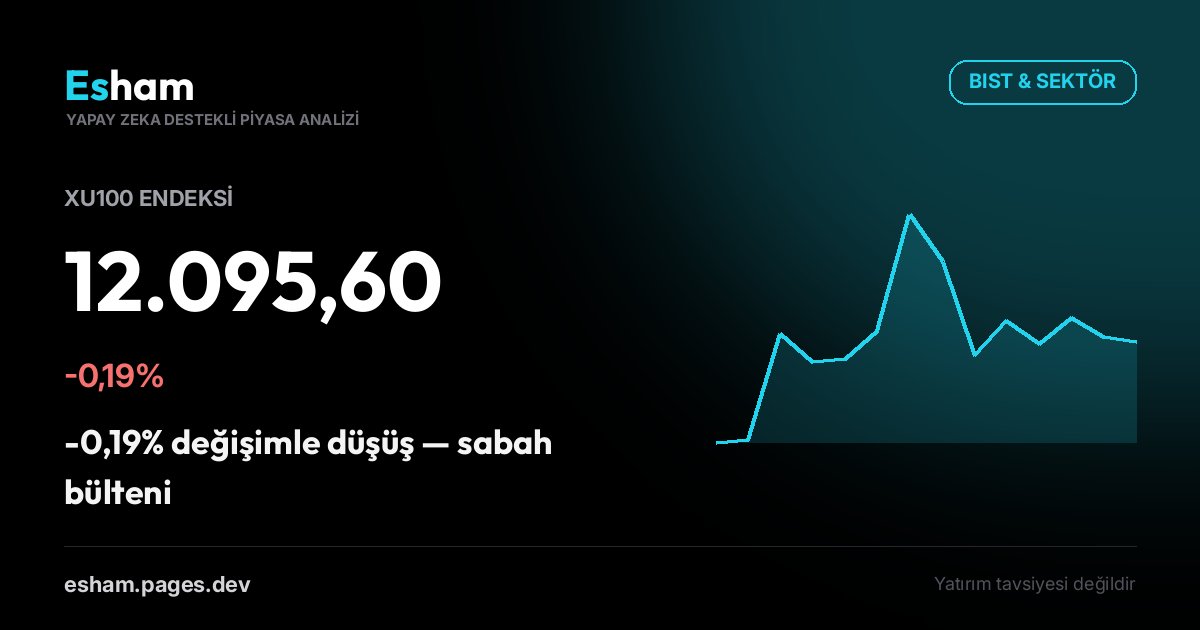 Esham
BIST & SEKTÖR
YAPAY ZEKA DESTEKLİ PİYASA ANALİZİ
XU100 ENDEKSİ
12.095,60
-0,19%
-0,19% değişimle düşüş — sabah
bülteni
esham.pages.dev
Yatırım tavsiyesi değildir